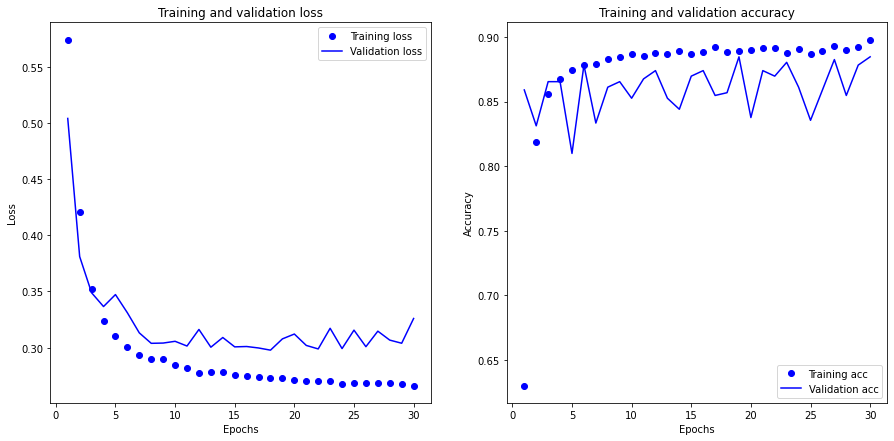 Training and validation loss
Training loss
Validation loss
0.55
0.50
0.45
0.40
0.35
0.30
Loss
0 5 10 15 20 25 30
Epochs
Training and validation accuracy
0.90
0.85
0.80
0.75
0.70
0.65
Accuracy
Training acc
Validation acc
0 5 10 15 20 25 30
Epochs